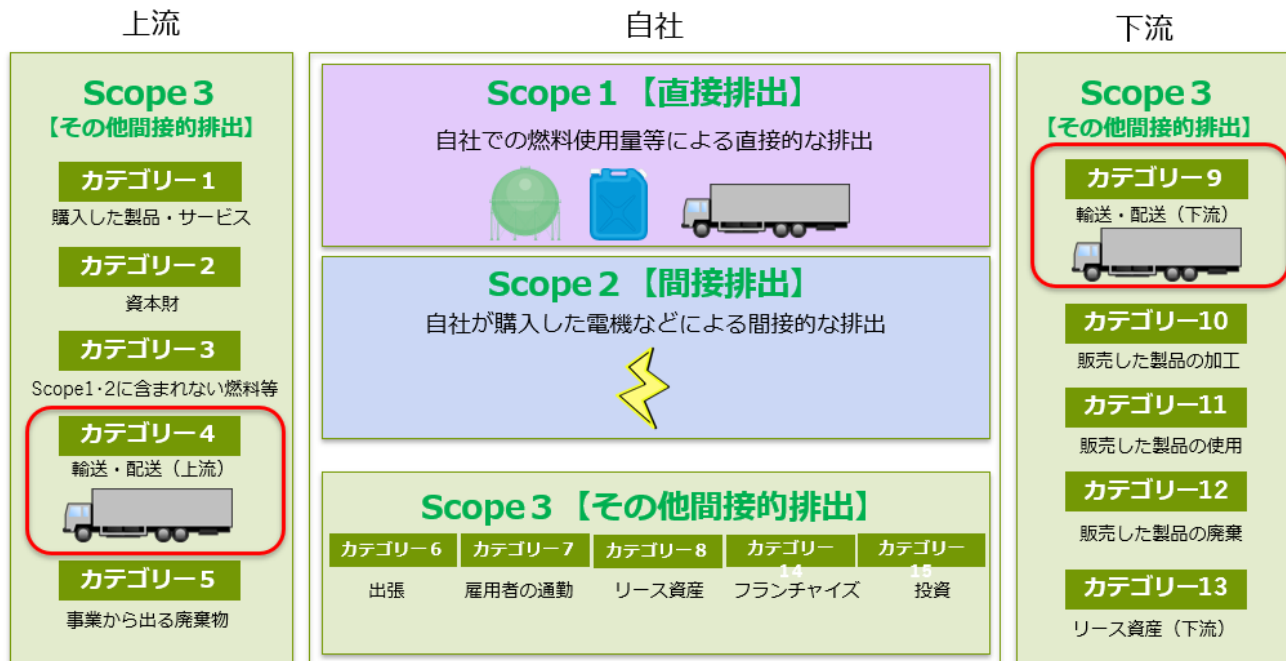 上流
Scope３
【その他間接的排出】
カテゴリー１
購入した製品・サービス
カテゴリー２
資本財
カテゴリー３
Scope1･2に含まれない燃料等
カテゴリー４
輸送・配送（上流）
カテゴリー５
事業から出る廃棄物
自社
Scope１【直接排出】
自社での燃料使用量等による直接的な排出
Scope２【間接排出】
自社が購入した電機などによる間接的な排出
Scope３【その他間接的排出】
カテゴリー６
出張
カテゴリー７
雇用者の通勤
カテゴリー８
リース資産
カテゴリー
14
フランチャイズ
カテゴリー
15
投資
下流
Scope３
【その他間接的排出】
カテゴリー９
輸送・配送（下流）
カテゴリー10
販売した製品の加工
カテゴリー11
販売した製品の使用
カテゴリー12
販売した製品の廃棄
カテゴリー13
リース資産（下流）